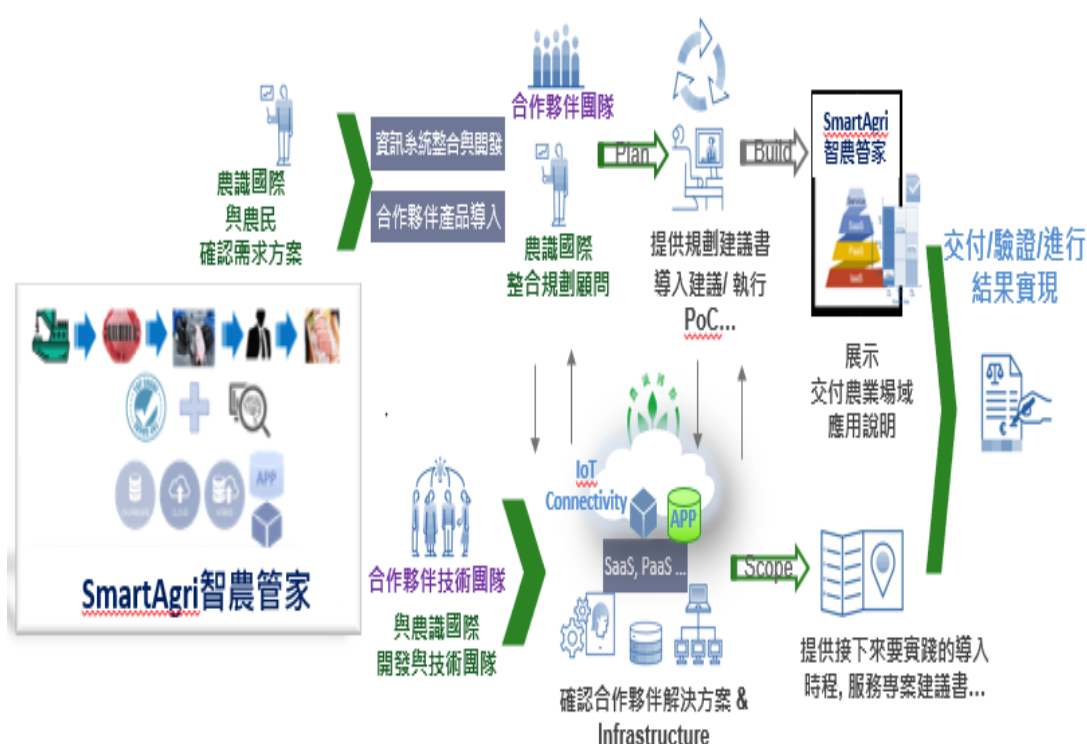 農識國際
與農民
確認需求方案
資訊系統整合與開發
合作夥伴產品導入
合作夥伴團隊
農識國際
整合規劃顧問
Plan
提供規劃建議書
導入建議/ 執行
PoC...
Build
SmartAgri
智農管家
Service
SaaS
PaaS
IaaS
展示
交付農業場域
應用說明
交付/驗證/進行
結果實現
APP
SmartAgri智農管家
合作夥伴技術團隊
與農識國際
開發與技術團隊
IoT
Connectivity
APP
SaaS, PaaS ...
確認合作夥伴解決方案 &
Infrastructure
Scope
提供接下來要實踐的導入
時程, 服務專案建議書...